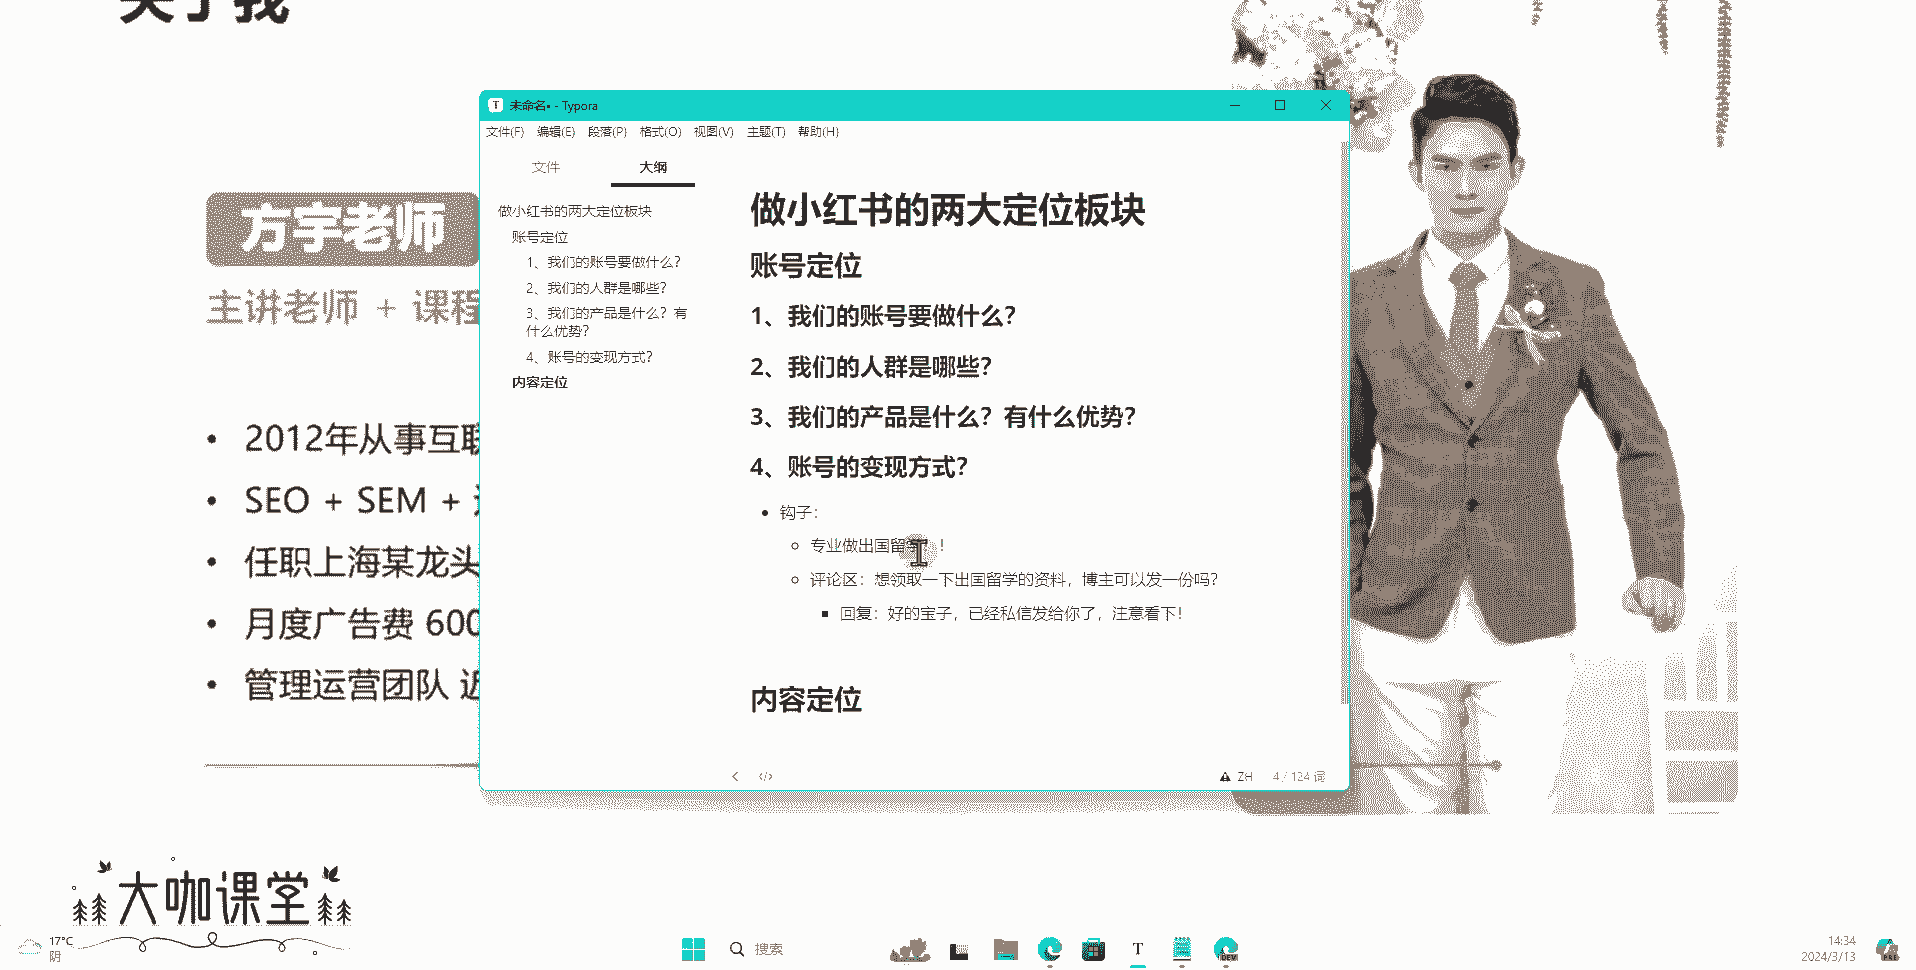 关于我
未命名• - Typora
文件(F) 编辑(E) 段落(P) 格式(O) 视图(V) 主题(T) 帮助(H)
文件 大纲
做小红书的两大定位板块
账号定位
1、我们的账号要做什么？
2、我们的人群是哪些？
3、我们的产品是什么？有
什么优势？
4、账号的变现方式？
内容定位
做小红书的两大定位板块
账号定位
1、我们的账号要做什么？
2、我们的人群是哪些？
3、我们的产品是什么？有什么优势？
4、账号的变现方式？
钩子：
专业做出国留学！
评论区：想领取一下出国留学的资料，博主可以发一份吗？
回复：好的宝子，已经私信发给你了，注意看下！
内容定位
ZH 4 / 124 词
方宇老师
主讲老师 + 课程
2012年从事互联
SEO + SEM +
任职上海某龙头
月度广告费 600
管理运营团队 近
大咖课堂
17°C
阴
搜索
T
DEV
14:34
2024/3/13
PRE